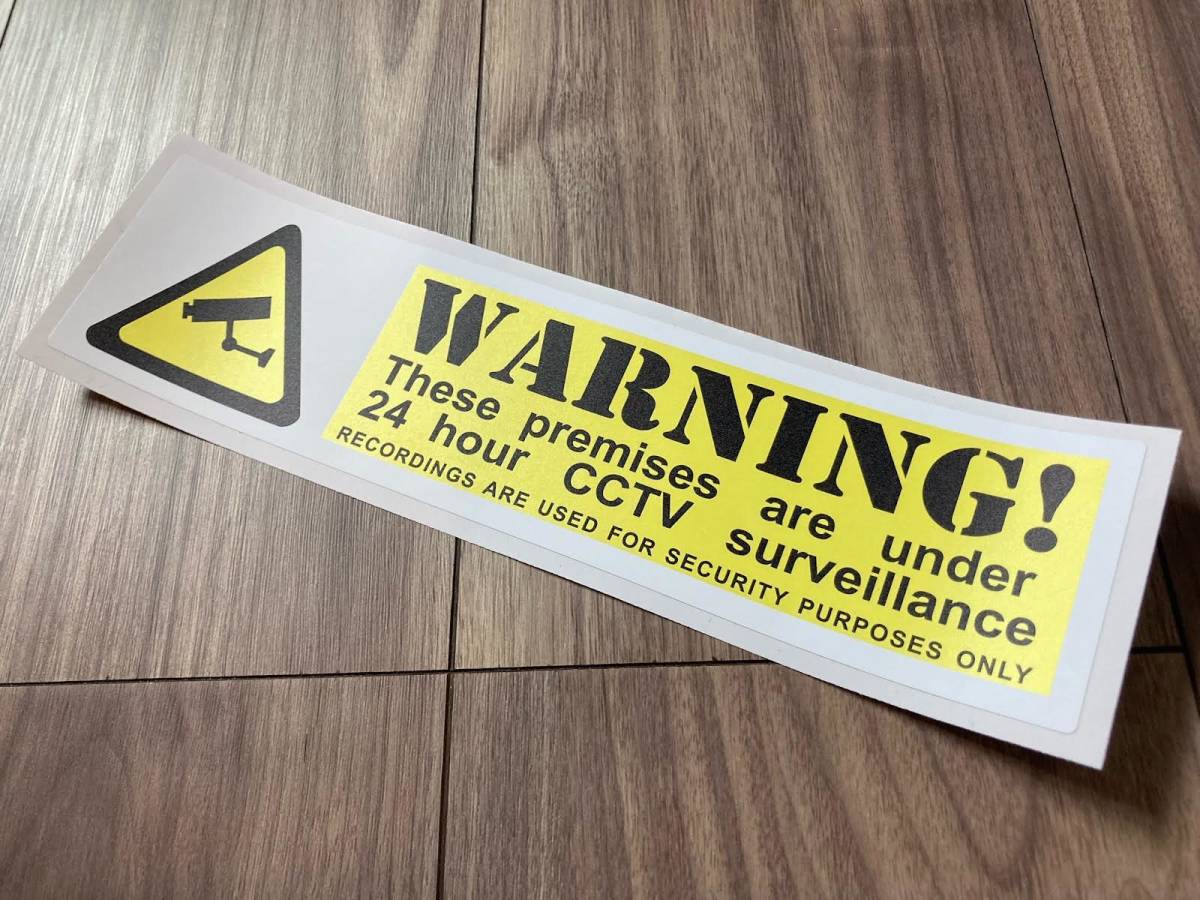 WARNING!
These premises are under
24 hour CCTV surveillance
RECORDINGS ARE USED FOR SECURITY PURPOSES ONLY